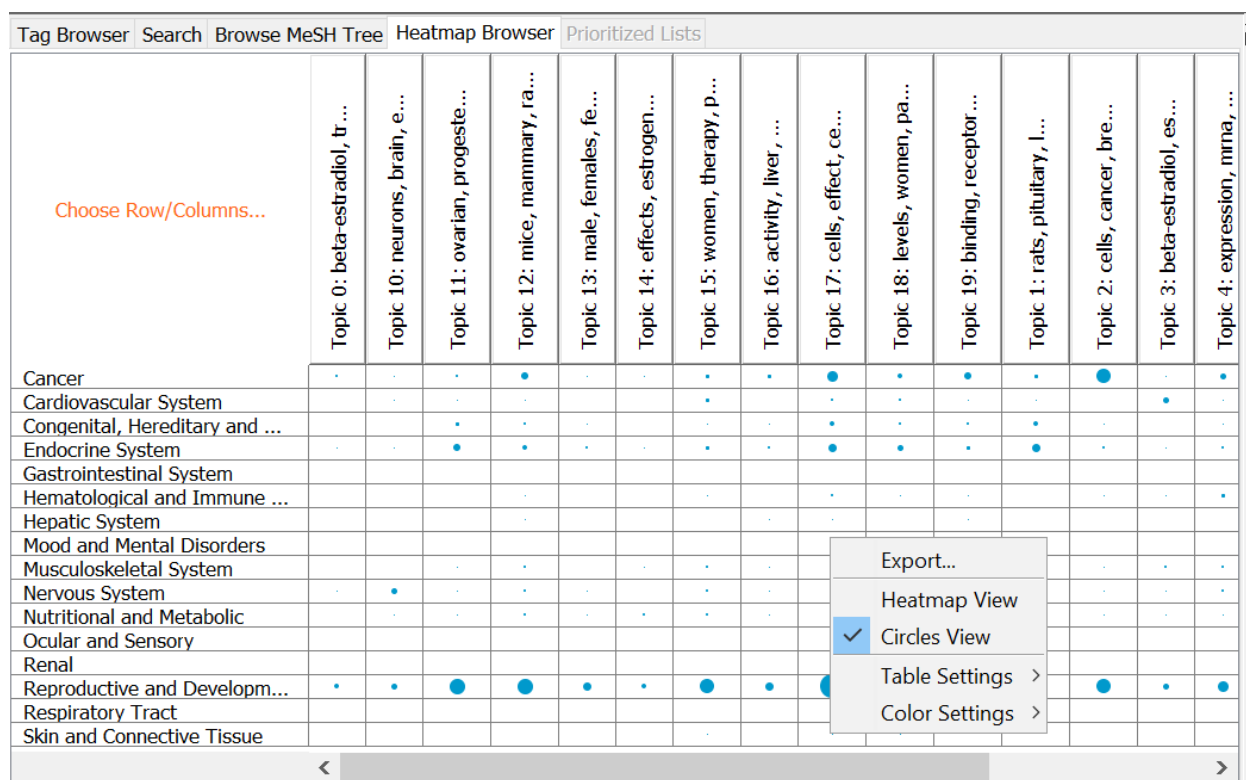 Tag Browser Search Browse MeSH Tree Heatmap Browser Prioritized Lists
Choose Row/Columns...
Topic 0: beta-estradiol, tr...
Topic 10: neurons, brain, e...
Topic 11: ovarian, progeste...
Topic 12: mice, mammary, ra...
Topic 13: male, females, fe...
Topic 14: effects, estrogen...
Topic 15: women, therapy, p...
Topic 16: activity, liver, ...
Topic 17: cells, effect, ce...
Topic 18: levels, women, pa...
Topic 19: binding, receptor...
Topic 1: rats, pituitary, l...
Topic 2: cells, cancer, bre...
Topic 3: beta-estradiol, es...
Topic 4: expression, mrna, ...
Cancer
Cardiovascular System
Congenital, Hereditary and ...
Endocrine System
Gastrointestinal System
Hematological and Immune ...
Hepatic System
Mood and Mental Disorders
Musculoskeletal System
Nervous System
Nutritional and Metabolic
Ocular and Sensory
Renal
Reproductive and Developm...
Respiratory Tract
Skin and Connective Tissue
Export...
Heatmap View
Circles View
Table Settings
Color Settings